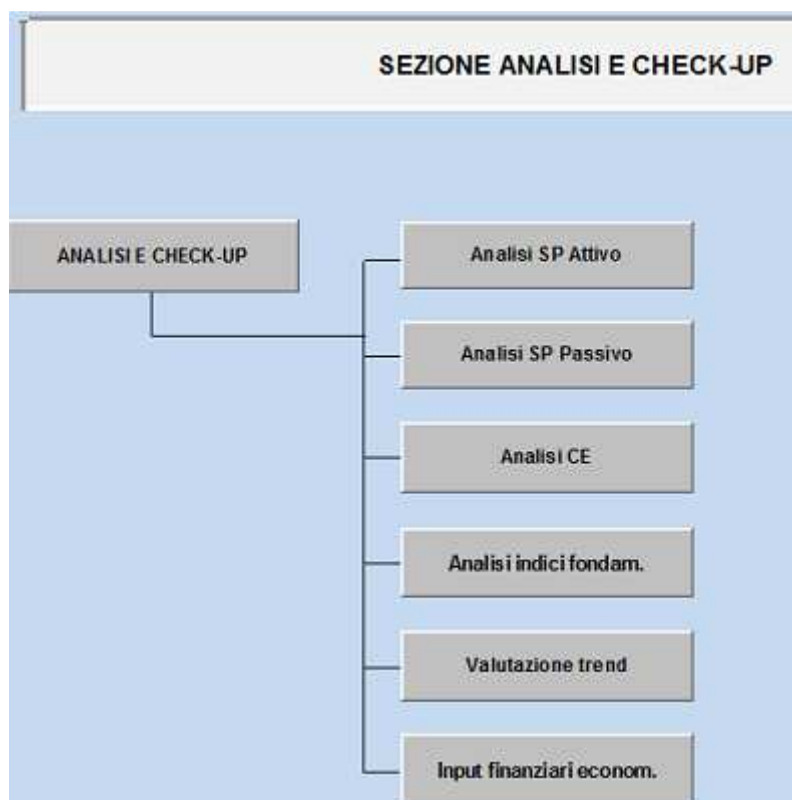 SEZIONE ANALISI E CHECK-UP
ANALISI E CHECK-UP
Analisi SP Attivo
Analisi SP Passivo
Analisi CE
Analisi indici fondam.
Valutazione trend
Input finanziari econom.